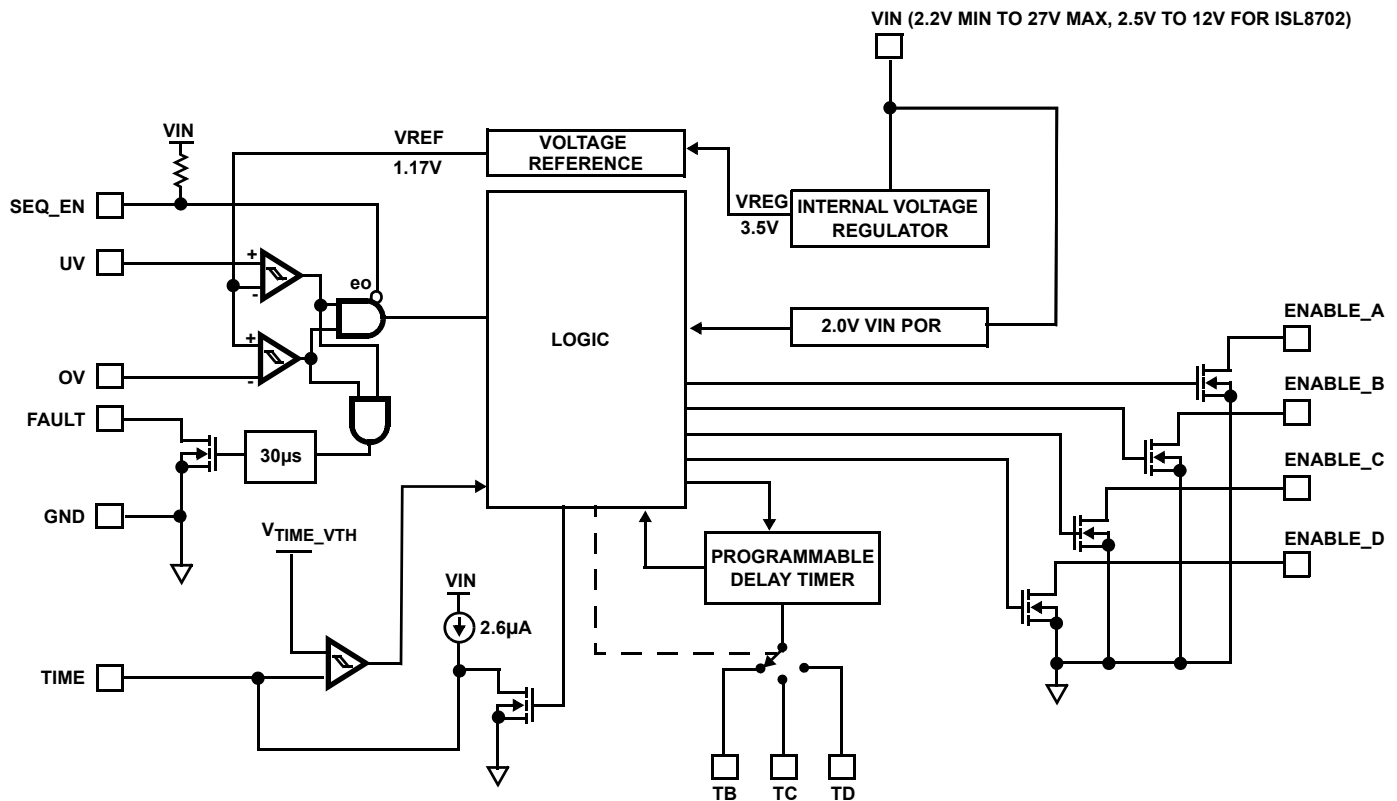 VIN (2.2V MIN TO 27V MAX, 2.5V TO 12V FOR ISL8702)
VIN
VREF
1.17V
VOLTAGE
REFERENCE
SEQ_EN
VREG
3.5V
INTERNAL VOLTAGE
REGULATOR
UV
+
-
eo
LOGIC
2.0V VIN POR
ENABLE_A
+
-
OV
ENABLE_B
FAULT
30µs
ENABLE_C
GND
VTIME_VTH
PROGRAMMABLE
DELAY TIMER
ENABLE_D
VIN
2.6µA
TIME
TB
TC
TD